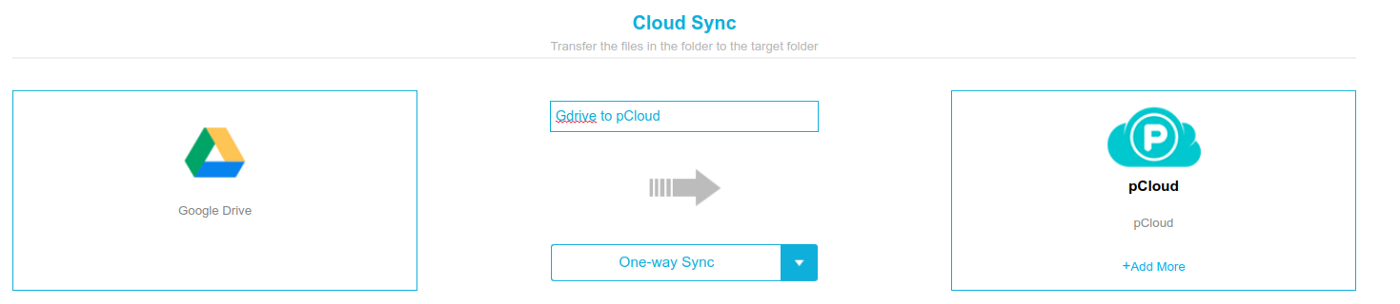 Cloud Sync
Transfer the files in the folder to the target folder
Google Drive
Gdrive to pCloud
One-way Sync
P
pCloud
pCloud
+Add More